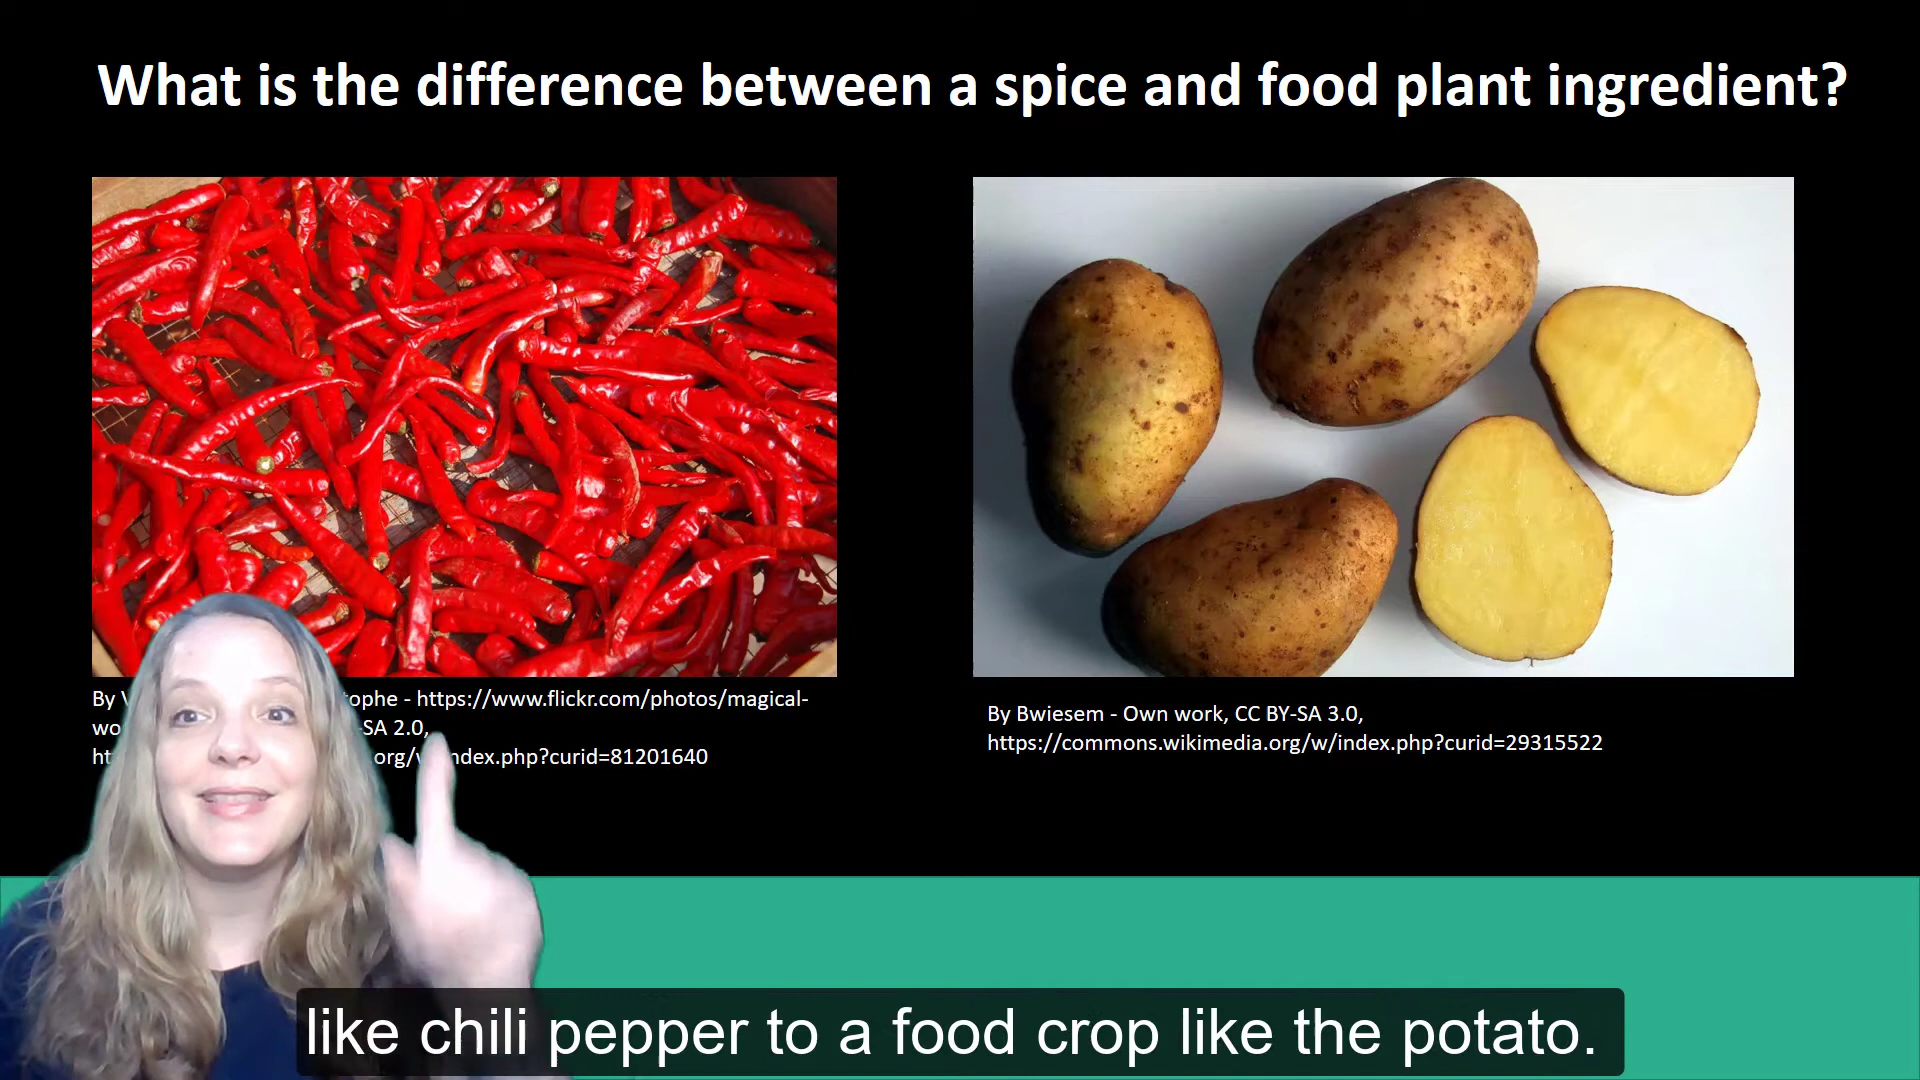 What is the difference between a spice and food plant ingredient?
By tophe - https://www.flickr.com/photos/magical-
-SA 2.0,
org/w/index.php?curid=81201640
By Bwiesem - Own work, CC BY-SA 3.0,
https://commons.wikimedia.org/w/index.php?curid=29315522
like chili pepper to a food crop like the potato.